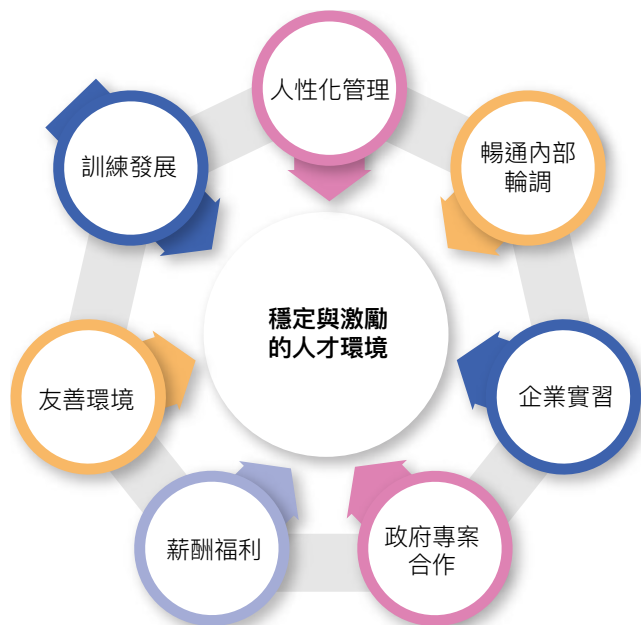 人性化管理
暢通內部
輪調
企業實習
政府專案
合作
薪酬福利
友善環境
訓練發展
穩定與激勵
的人才環境